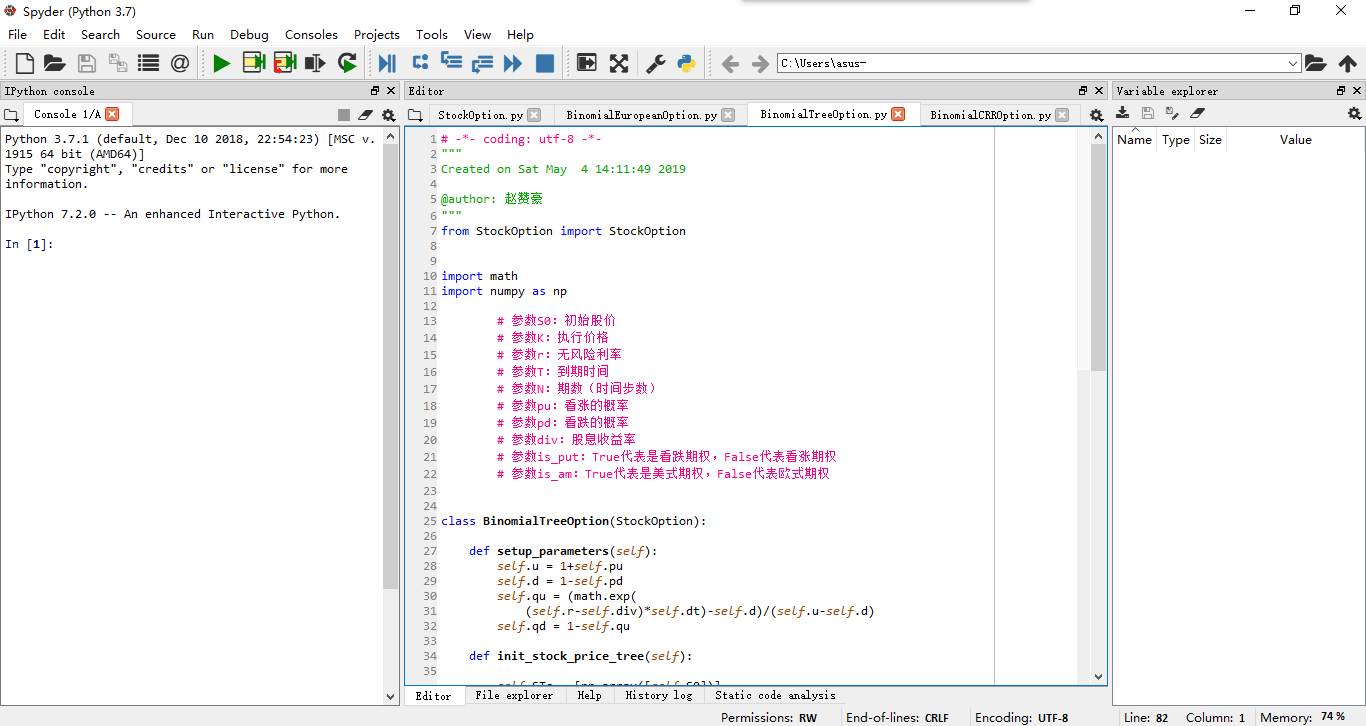 Spyder (Python 3.7)
File Edit Search Source Run Debug Consoles Projects Tools View Help
C:\Users\asus-
IPython console
Console 1/A
Python 3.7.1 (default, Dec 10 2018, 22:54:23) [MSC v.
1915 64 bit (AMD64)]
Type "copyright", "credits" or "license" for more
information.
IPython 7.2.0 -- An enhanced Interactive Python.
In [1]:
Editor
StockOption.py BinomialEuropeanOption.py BinomialTreeOption.py BinomialCRROption.py
1 # -*- coding: utf-8 -*-
2 """
3 Created on Sat May  4 14:11:49 2019
4
5 @author: 赵赞豪
6 """
7 from StockOption import StockOption
8
9
10 import math
11 import numpy as np
12
13 # 参数S0：初始股价
14 # 参数K：执行价格
15 # 参数r：无风险利率
16 # 参数T：到期时间
17 # 参数N：期数（时间步数）
18 # 参数pu：看涨的概率
19 # 参数pd：看跌的概率
20 # 参数div：股息收益率
21 # 参数is_put：True代表是看跌期权，False代表看涨期权
22 # 参数is_am：True代表是美式期权，False代表欧式期权
23
24
25 class BinomialTreeOption(StockOption):
26
27 def setup_parameters(self):
28 self.u = 1+self.pu
29 self.d = 1-self.pd
30 self.qu = (math.exp(
31 (self.r-self.div)*self.dt)-self.d)/(self.u-self.d)
32 self.qd = 1-self.qu
33
34 def init_stock_price_tree(self):
35
Editor File explorer Help History log Static code analysis
Variable explorer
Name Type Size Value
Permissions: RW End-of-lines: CRLF Encoding: UTF-8 Line: 82 Column: 1 Memory: 74 %